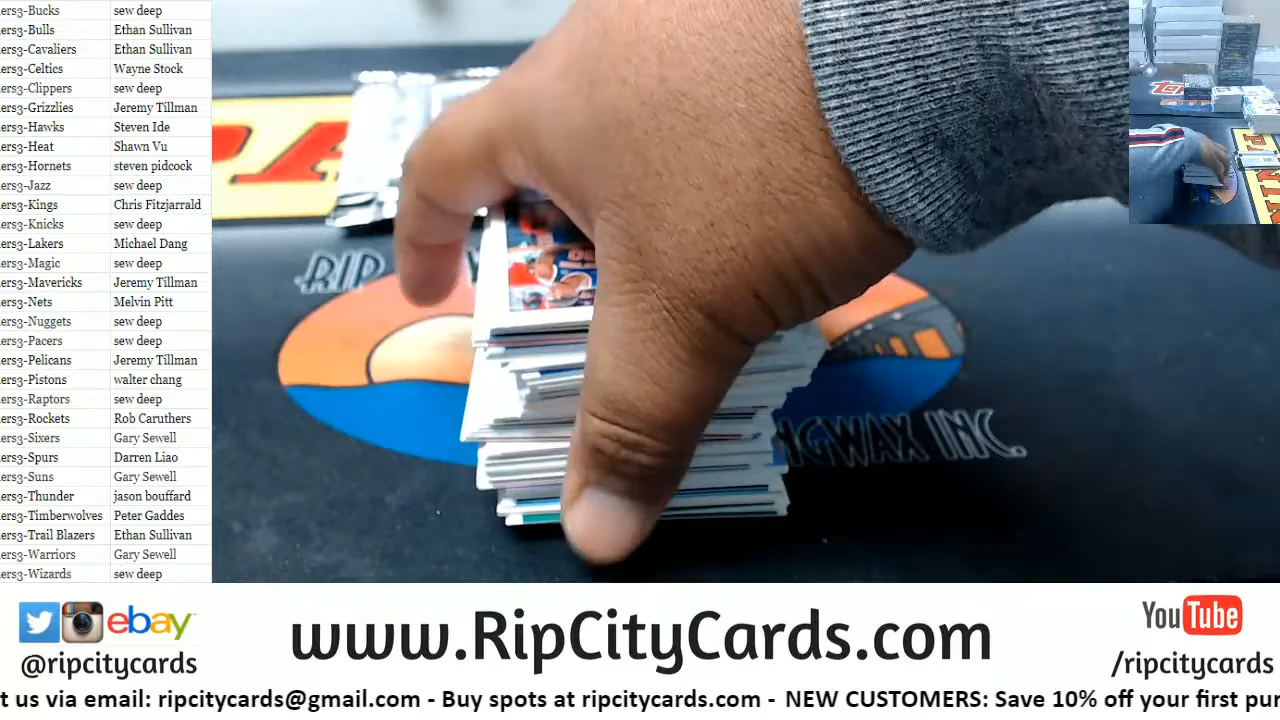 ers3-Bucks sew deep
ers3-Bulls Ethan Sullivan
ers3-Cavaliers Ethan Sullivan
ers3-Celtics Wayne Stock
ers3-Clippers sew deep
ers3-Grizzlies Jeremy Tillman
ers3-Hawks Steven Ide
ers3-Heat Shawn Vu
ers3-Hornets steven pidcock
ers3-Jazz sew deep
ers3-Kings Chris Fitzjarrald
ers3-Knicks sew deep
ers3-Lakers Michael Dang
ers3-Magic sew deep
ers3-Mavericks Jeremy Tillman
ers3-Nets Melvin Pitt
ers3-Nuggets sew deep
ers3-Pacers sew deep
ers3-Pelicans Jeremy Tillman
ers3-Pistons walter chang
ers3-Raptors sew deep
ers3-Rockets Rob Caruthers
ers3-Sixers Gary Sewell
ers3-Spurs Darren Liao
ers3-Suns Gary Sewell
ers3-Thunder jason bouffard
ers3-Timberwolves Peter Gaddes
ers3-Trail Blazers Ethan Sullivan
ers3-Warriors Gary Sewell
ers3-Wizards sew deep
RIP
NGWAX INC.
ebay
@ripcitycards
www.RipCityCards.com
YouTube
/ripcitycards
t us via email: ripcitycards@gmail.com - Buy spots at ripcitycards.com - NEW CUSTOMERS: Save 10% off your first pur